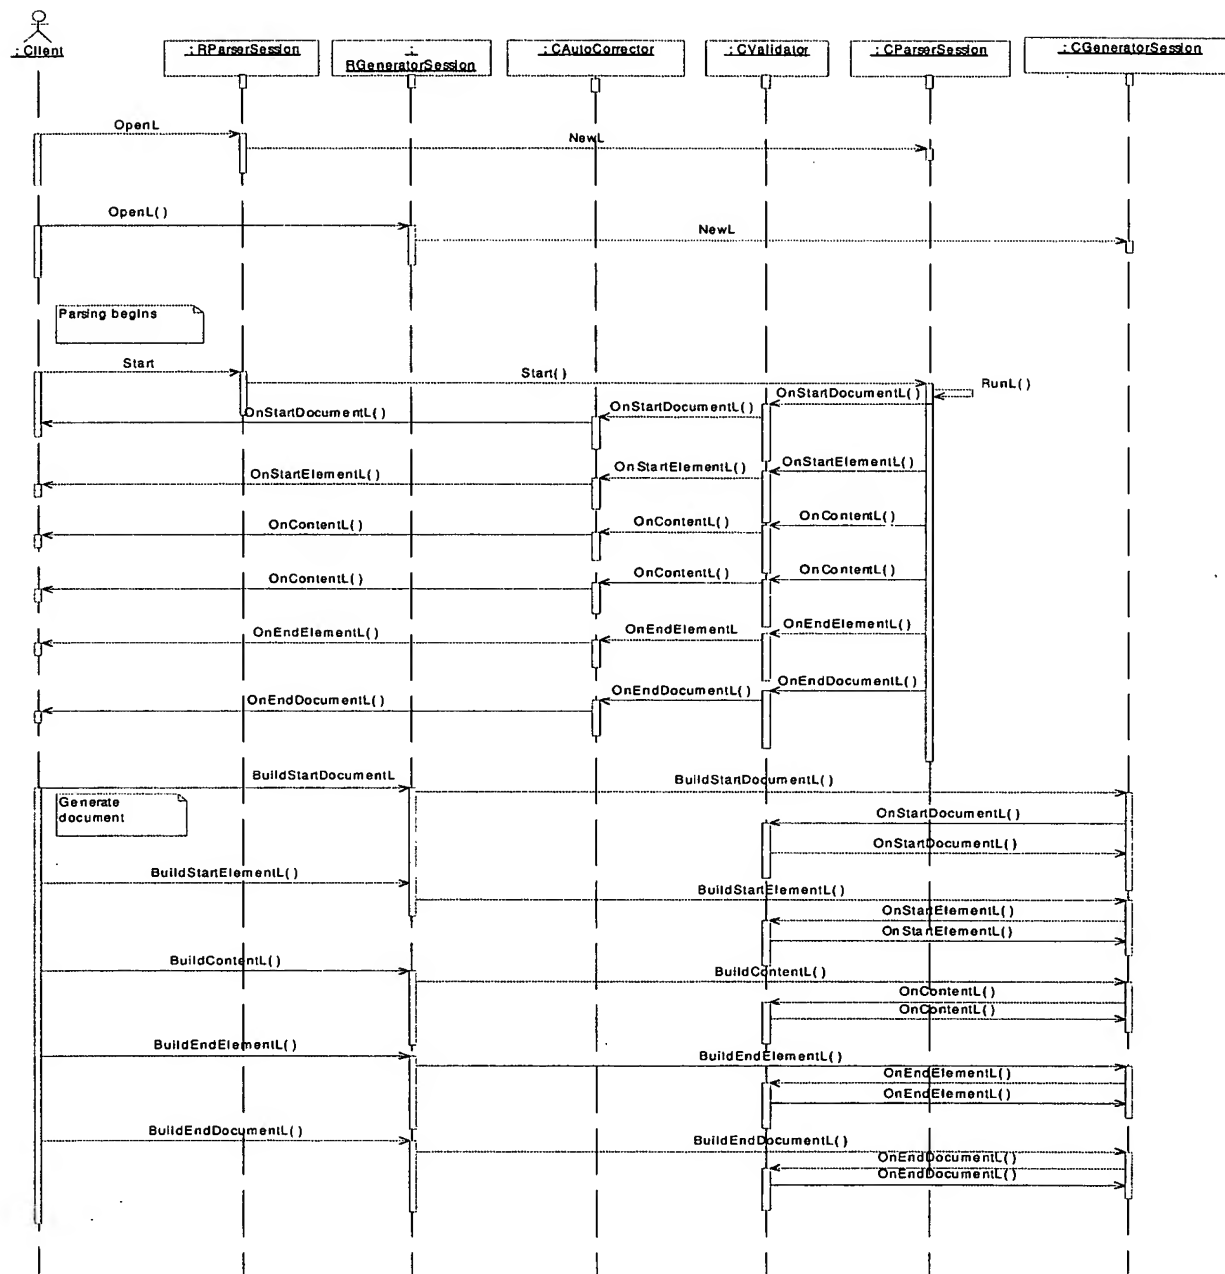 : Client
: RParserSession
:
RGeneratorSession
: CAutoCorrector
: CValidator
: CParserSession
: CGeneratorSession
OpenL
NewL
OpenL()
NewL
Parsing begins
Start
Start()
RunL()
OnStartDocumentL()
OnStartDocumentL()
OnStartDocumentL()
OnStartElementL()
OnStartElementL()
OnStartElementL()
OnContentL()
OnContentL()
OnContentL()
OnContentL()
OnContentL()
OnContentL()
OnEndElementL()
OnEndElementL
OnEndElementL()
OnEndDocumentL()
OnEndDocumentL()
OnEndDocumentL()
BuildStartDocumentL
BuildStartDocumentL()
Generate
document
OnStartDocumentL()
OnStartDocumentL()
BuildStartElementL()
BuildStartElementL()
OnStartElementL()
OnStartElementL()
BuildContentL()
BuildContentL()
OnContentL()
OnContentL()
BuildEndElementL()
BuildEndElementL()
OnEndElementL()
OnEndElementL()
BuildEndDocumentL()
BuildEndDocumentL()
OnEndDocumentL()
OnEndDocumentL()